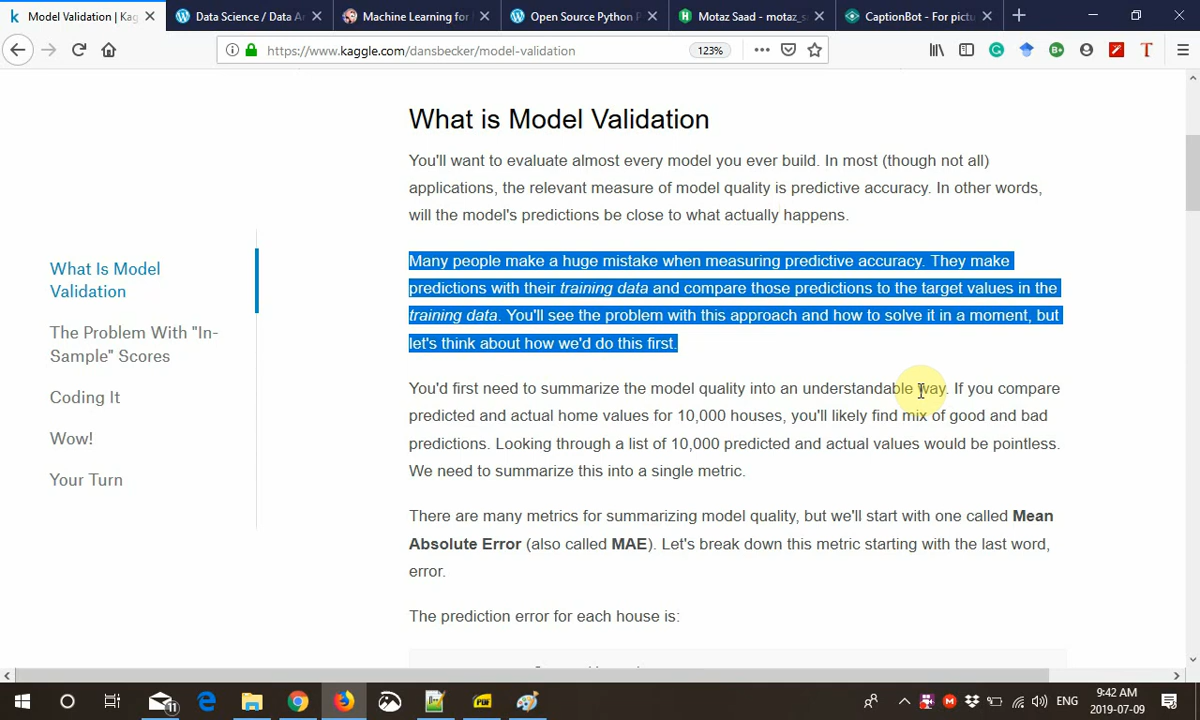 Model Validation | Kag
Data Science / Data A
Machine Learning for
Open Source Python P
Motaz Saad - motaz_s
CaptionBot - For pictu
https://www.kaggle.com/dansbecker/model-validation
123%
What is Model Validation
You'll want to evaluate almost every model you ever build. In most (though not all)
applications, the relevant measure of model quality is predictive accuracy. In other words,
will the model's predictions be close to what actually happens.
What Is Model
Validation
The Problem With "In-
Sample" Scores
Coding It
Wow!
Your Turn
Many people make a huge mistake when measuring predictive accuracy. They make
predictions with their training data and compare those predictions to the target values in the
training data. You'll see the problem with this approach and how to solve it in a moment, but
let's think about how we'd do this first.
You'd first need to summarize the model quality into an understandable way. If you compare
predicted and actual home values for 10,000 houses, you'll likely find mix of good and bad
predictions. Looking through a list of 10,000 predicted and actual values would be pointless.
We need to summarize this into a single metric.
There are many metrics for summarizing model quality, but we'll start with one called Mean
Absolute Error (also called MAE). Let's break down this metric starting with the last word,
error.
The prediction error for each house is:
11
ENG
9:42 AM
2019-07-09